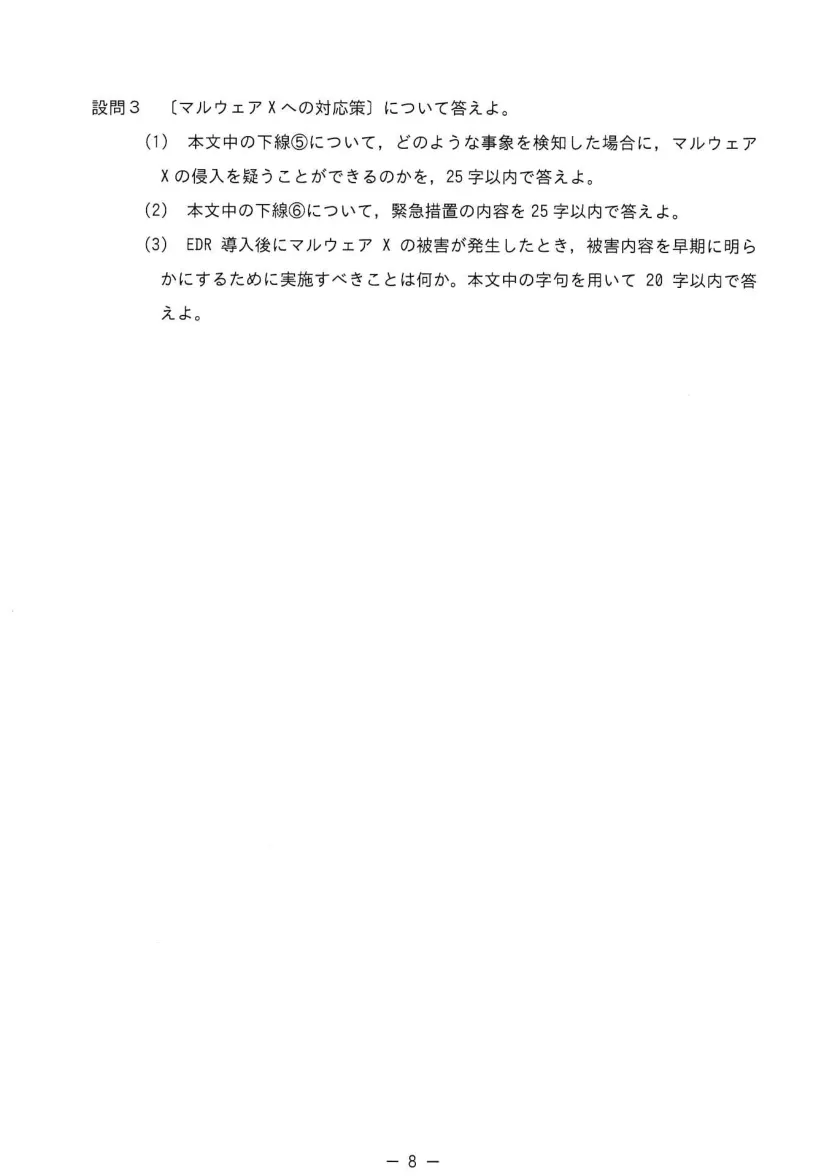 設問３　〔マルウェアＸへの対応策〕について答えよ。
(1)　本文中の下線⑤について，どのような事象を検知した場合に，マルウェア
Ｘの侵入を疑うことができるのかを，25字以内で答えよ。
(2)　本文中の下線⑥について，緊急措置の内容を25字以内で答えよ。
(3)　EDR 導入後にマルウェア X の被害が発生したとき，被害内容を早期に明ら
かにするために実施すべきことは何か。本文中の字句を用いて 20 字以内で答
えよ。
－ 8 －